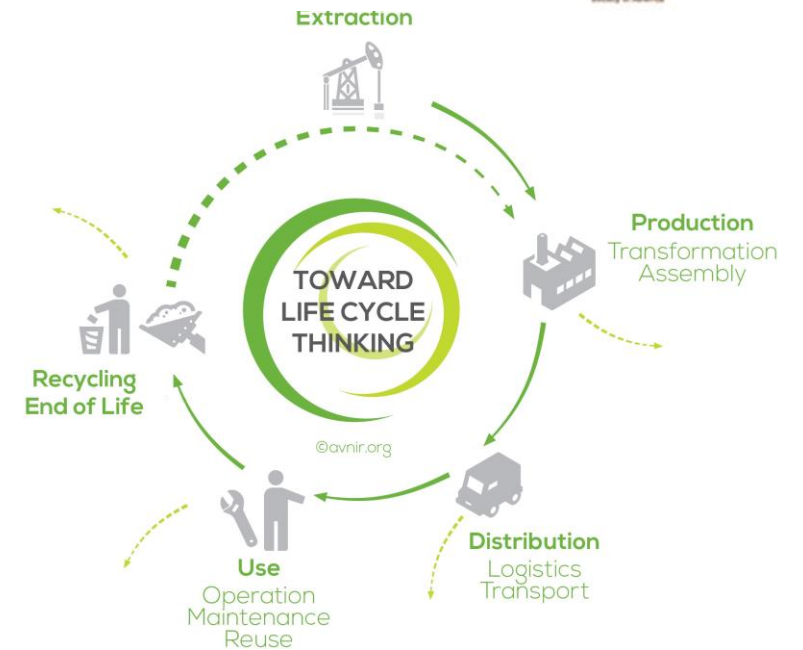 Extraction
Production
Transformation
Assembly
TOWARD
LIFE CYCLE
THINKING
Recycling
End of Life
©avnir.org
Distribution
Logistics
Transport
Use
Operation
Maintenance
Reuse